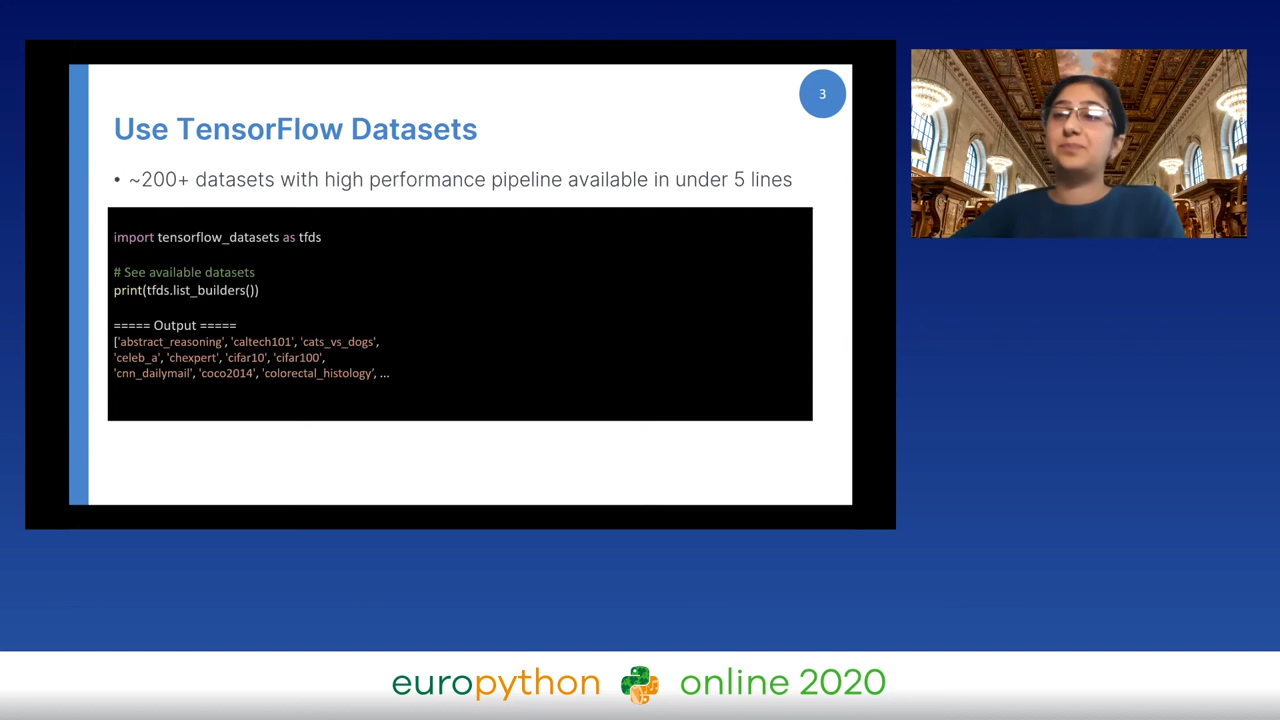 3
Use TensorFlow Datasets
• ~200+ datasets with high performance pipeline available in under 5 lines
import tensorflow_datasets as tfds
# See available datasets
print(tfds.list_builders())
===== Output =====
['abstract_reasoning', 'caltech101', 'cats_vs_dogs',
'celeb_a', 'chexpert', 'cifar10', 'cifar100',
'cnn_dailymail', 'coco2014', 'colorectal_histology', ...
europython online 2020